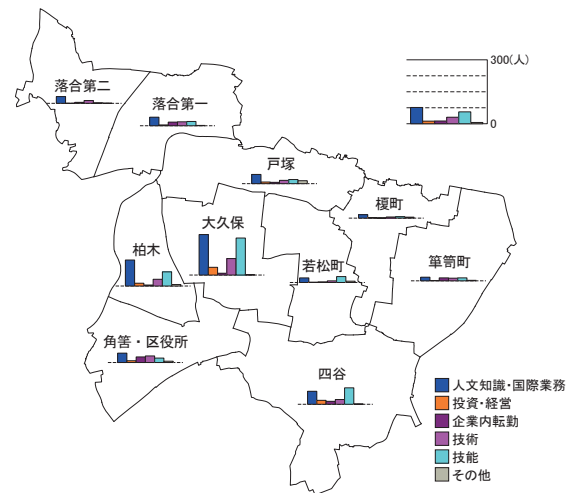 300(人)
0
落合第二
落合第一
戸塚
榎町
大久保
柏木
若松町
箪笥町
角筈・区役所
四谷
人文知識・国際業務
投資・経営
企業内転勤
技術
技能
その他